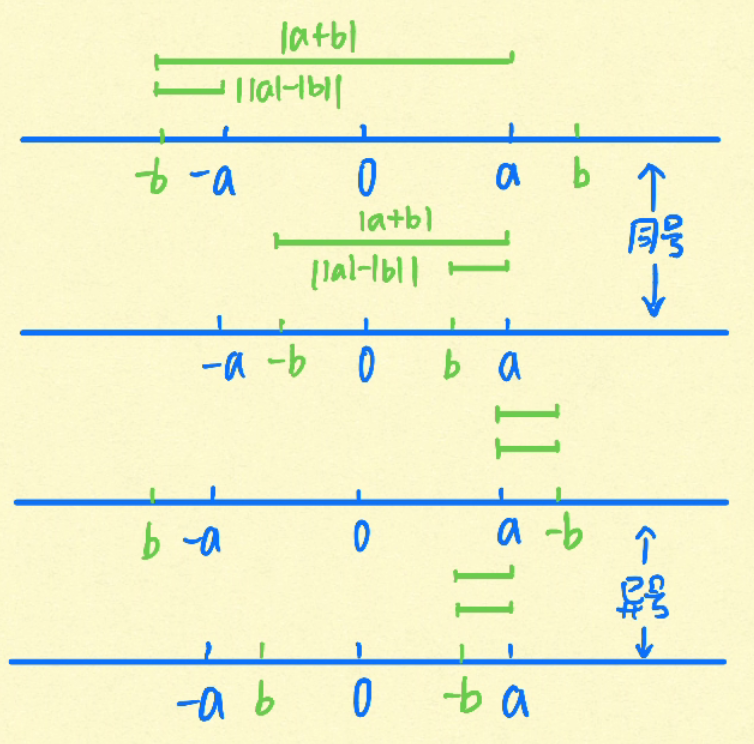 |a+b|
||a|-|b||
-b -a 0 a b
同号
|a+b|
||a|-|b||
-a -b 0 b a
b -a 0 a -b
异号
-a b 0 -b a